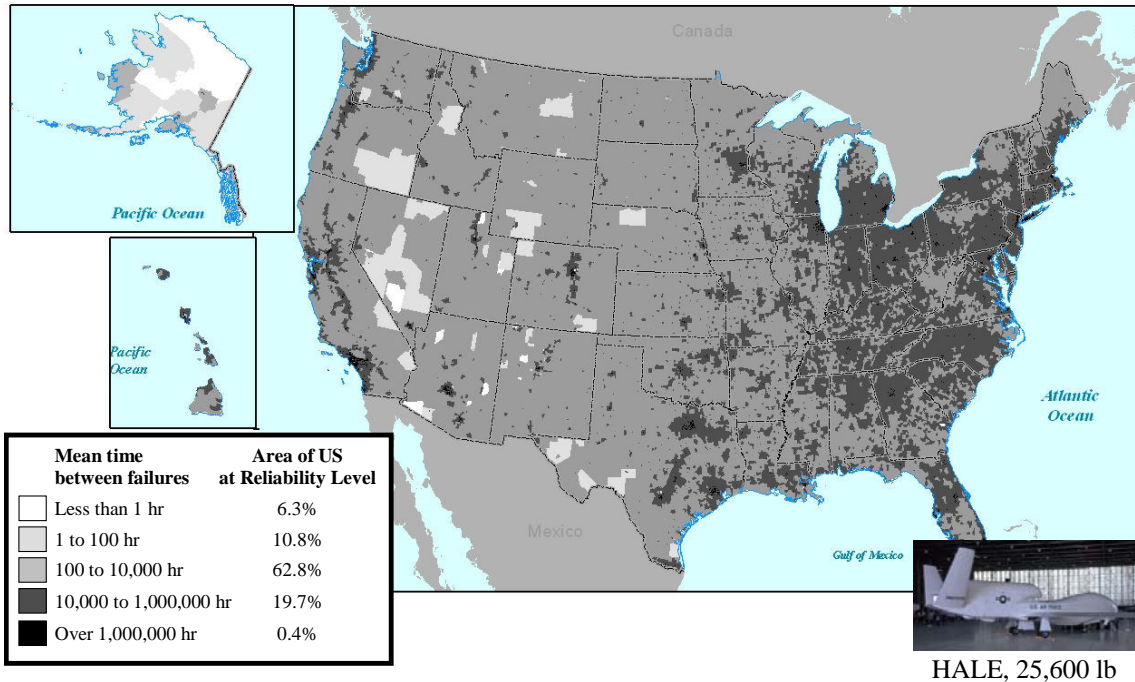 Canada
Pacific Ocean
Pacific
Ocean
Atlantic
Ocean
Mexico
Gulf of Mexico
Mean time
between failures
Area of US
at Reliability Level
Less than 1 hr 6.3%
1 to 100 hr 10.8%
100 to 10,000 hr 62.8%
10,000 to 1,000,000 hr 19.7%
Over 1,000,000 hr 0.4%
U.S. AIR FORCE
HALE, 25,600 lb